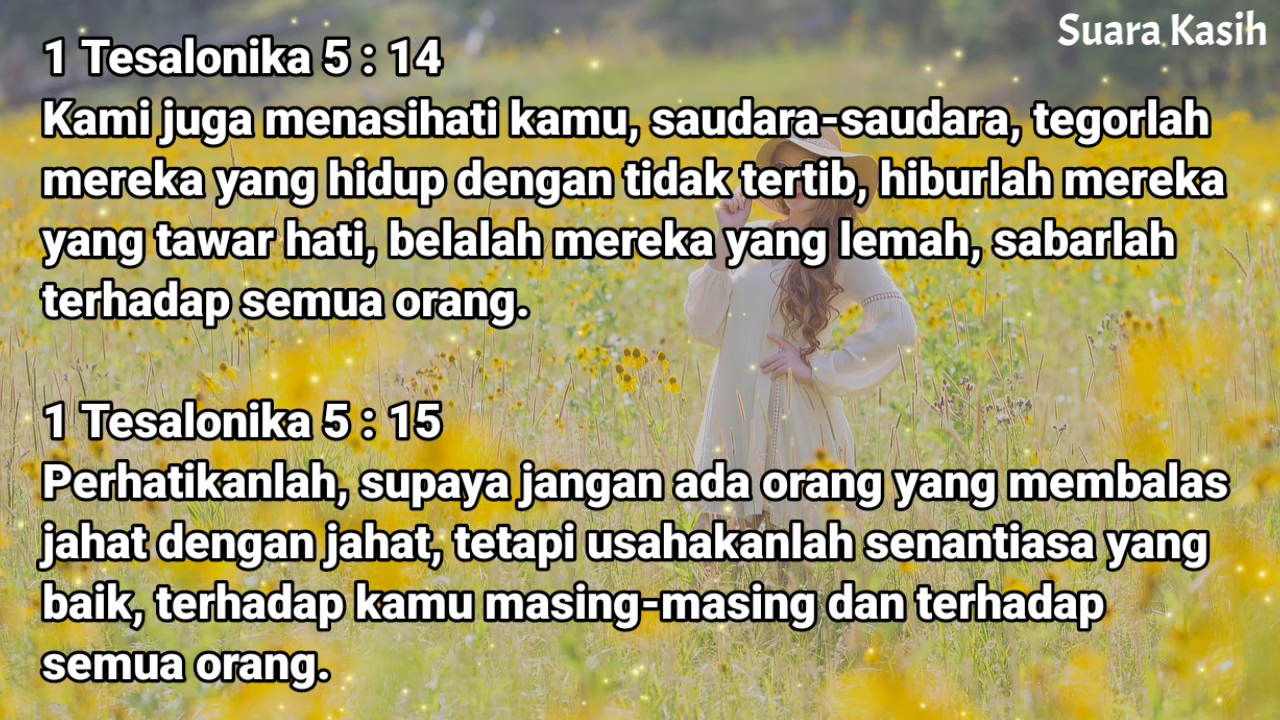 Suara Kasih
1 Tesalonika 5 : 14
Kami juga menasihati kamu, saudara-saudara, tegorlah
mereka yang hidup dengan tidak tertib, hiburlah mereka
yang tawar hati, belalah mereka yang lemah, sabarlah
terhadap semua orang.
1 Tesalonika 5 : 15
Perhatikanlah, supaya jangan ada orang yang membalas
jahat dengan jahat, tetapi usahakanlah senantiasa yang
baik, terhadap kamu masing-masing dan terhadap
semua orang.